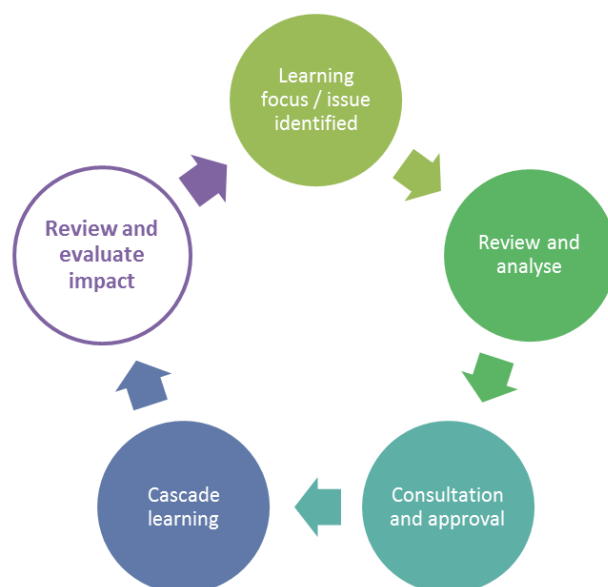 Learning
focus / issue
identified
Review and
analyse
Consultation
and approval
Cascade
learning
Review and
evaluate
impact